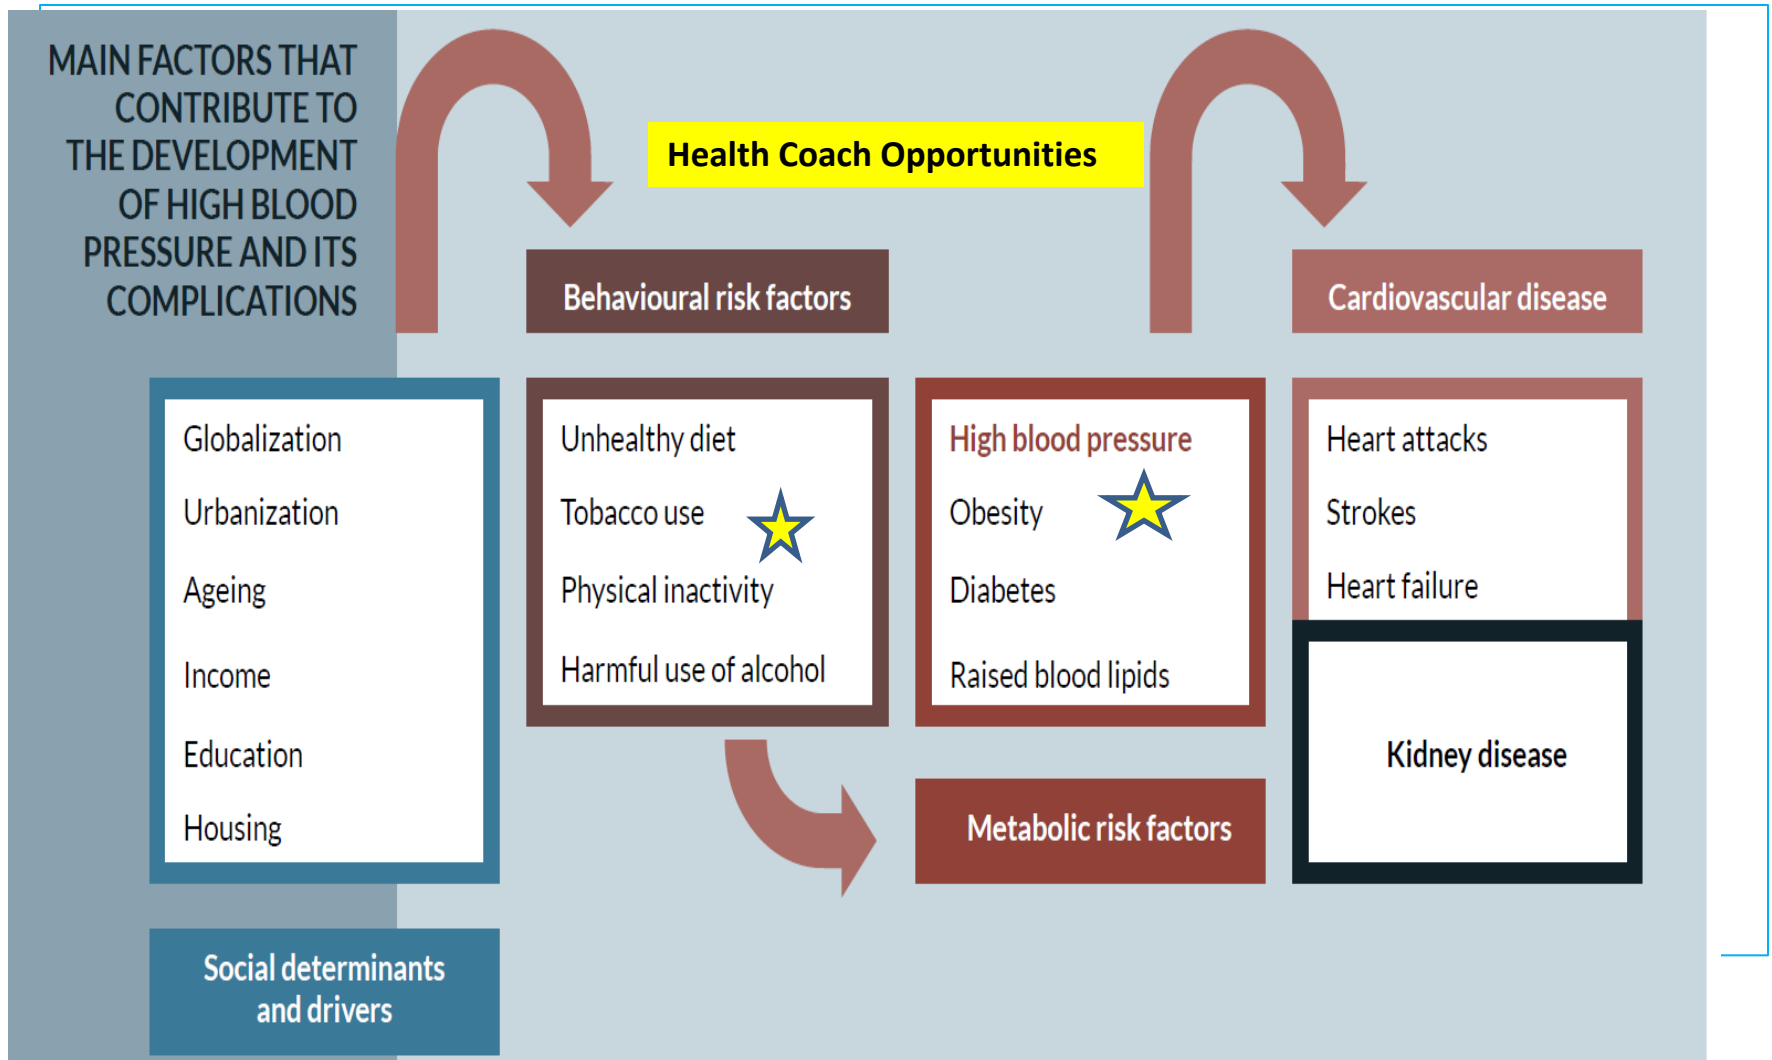 MAIN FACTORS THAT
CONTRIBUTE TO
THE DEVELOPMENT
OF HIGH BLOOD
PRESSURE AND ITS
COMPLICATIONS
Health Coach Opportunities
Behavioural risk factors
Cardiovascular disease
Globalization
Urbanization
Ageing
Income
Education
Housing
Social determinants
and drivers
Unhealthy diet
Tobacco use
Physical inactivity
Harmful use of alcohol
High blood pressure
Obesity
Diabetes
Raised blood lipids
Metabolic risk factors
Heart attacks
Strokes
Heart failure
Kidney disease